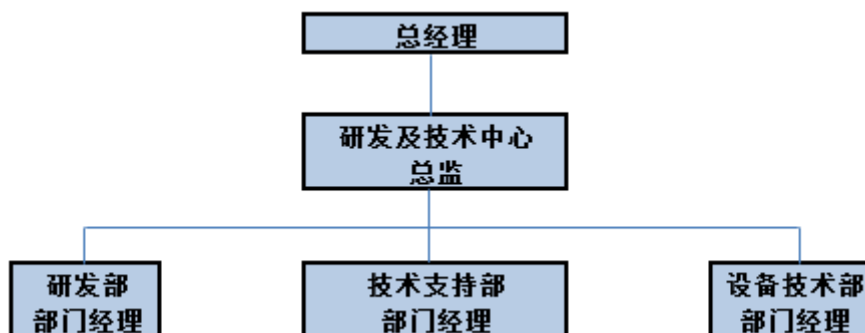 总经理
研发及技术中心
总监
研发部
部门经理
技术支持部
部门经理
设备技术部
部门经理